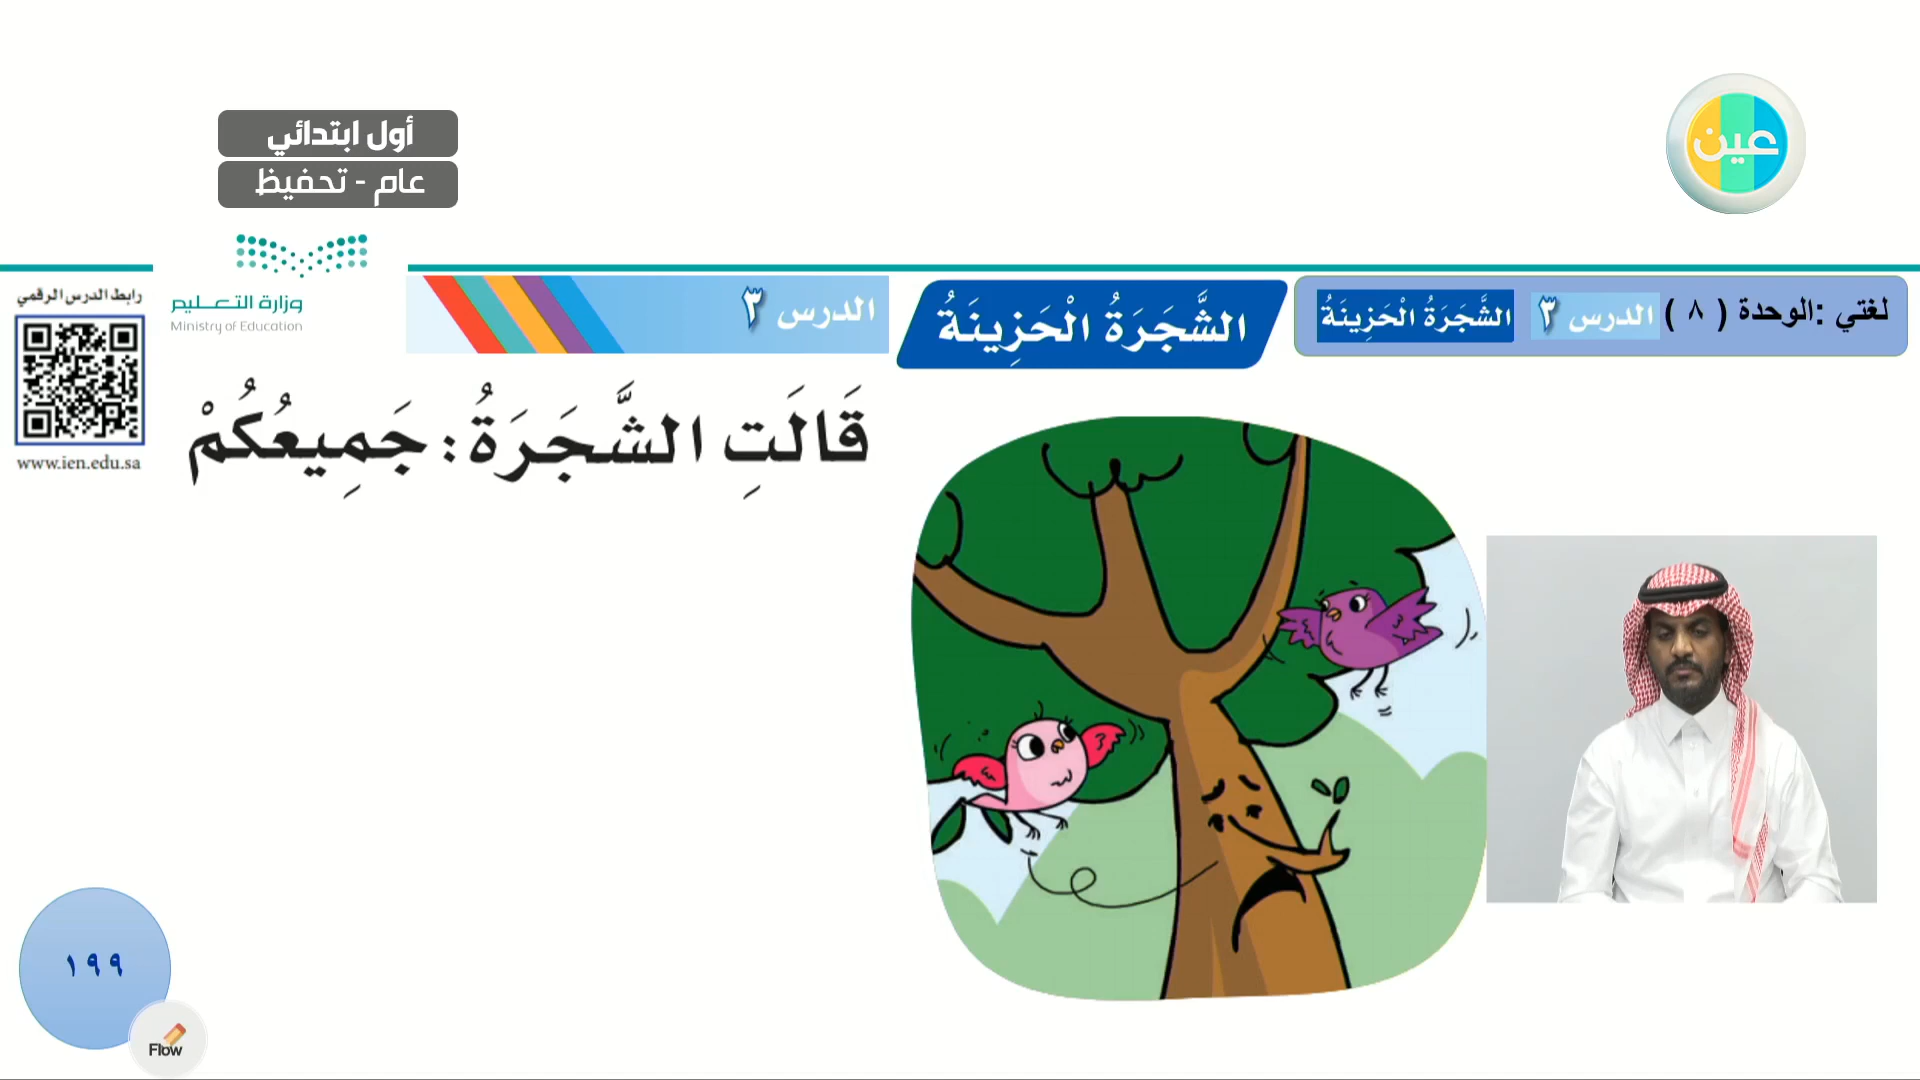 عين
أول ابتدائي
عام - تحفيظ
لغتي :الوحدة ( ٨ ) الدرس ٣ الشَّجَرَةُ الْحَزِينَةُ
الشَّجَرَةُ الْحَزِينَةُ
الدرس ٣
وزارة التعليم
Ministry of Education
رابط الدرس الرقمي
www.ien.edu.sa
قَالَتِ الشَّجَرَةُ : جَمِيعُكُمْ
١٩٩
Flow